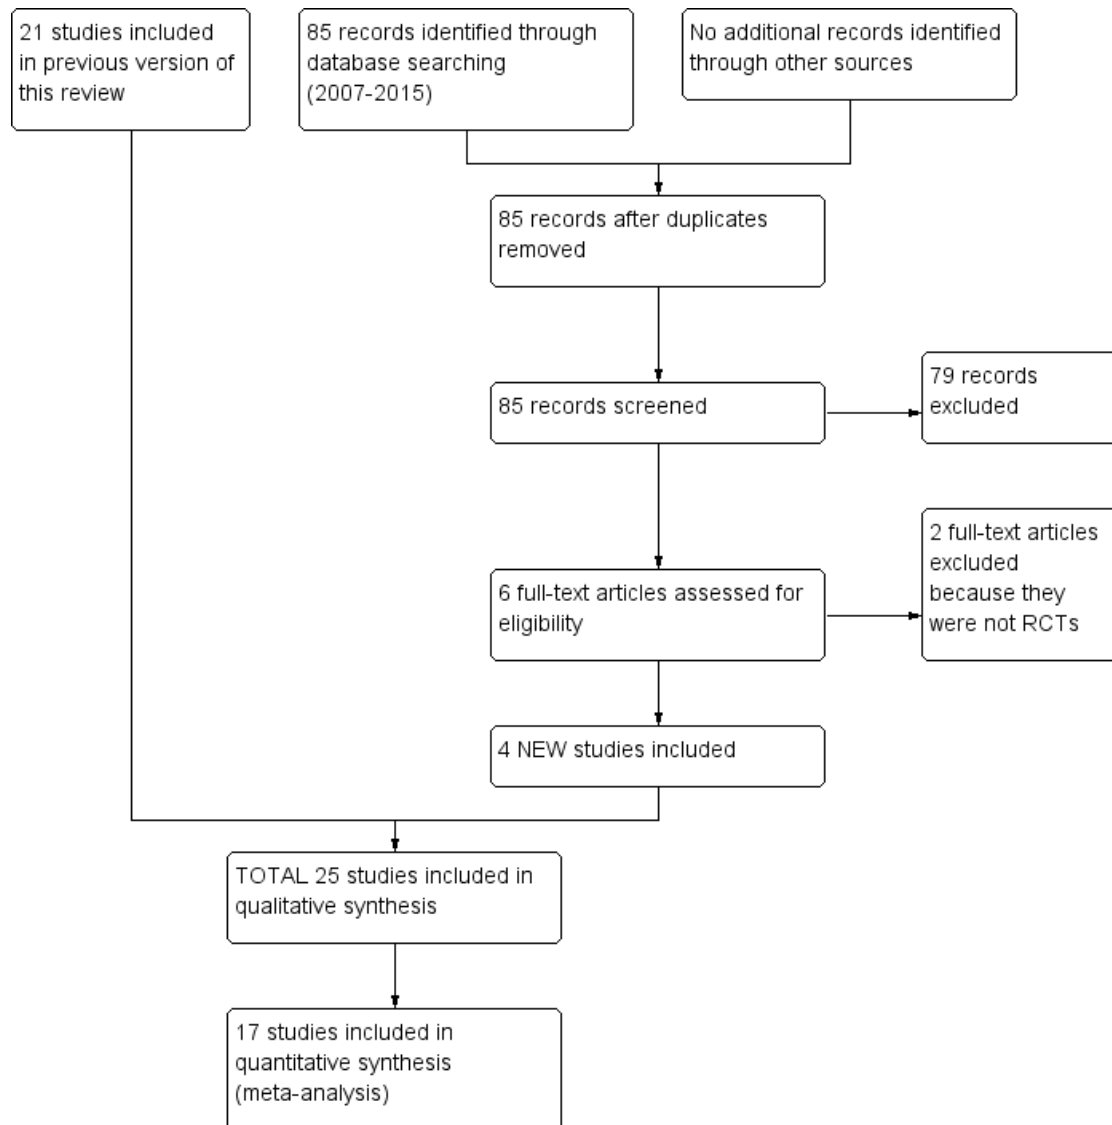 21 studies included
in previous version of
this review
85 records identified through
database searching
(2007-2015)
No additional records identified
through other sources
85 records after duplicates
removed
85 records screened
79 records
excluded
6 full-text articles assessed for
eligibility
2 full-text articles
excluded
because they
were not RCTs
4 NEW studies included
TOTAL 25 studies included in
qualitative synthesis
17 studies included in
quantitative synthesis
(meta-analysis)